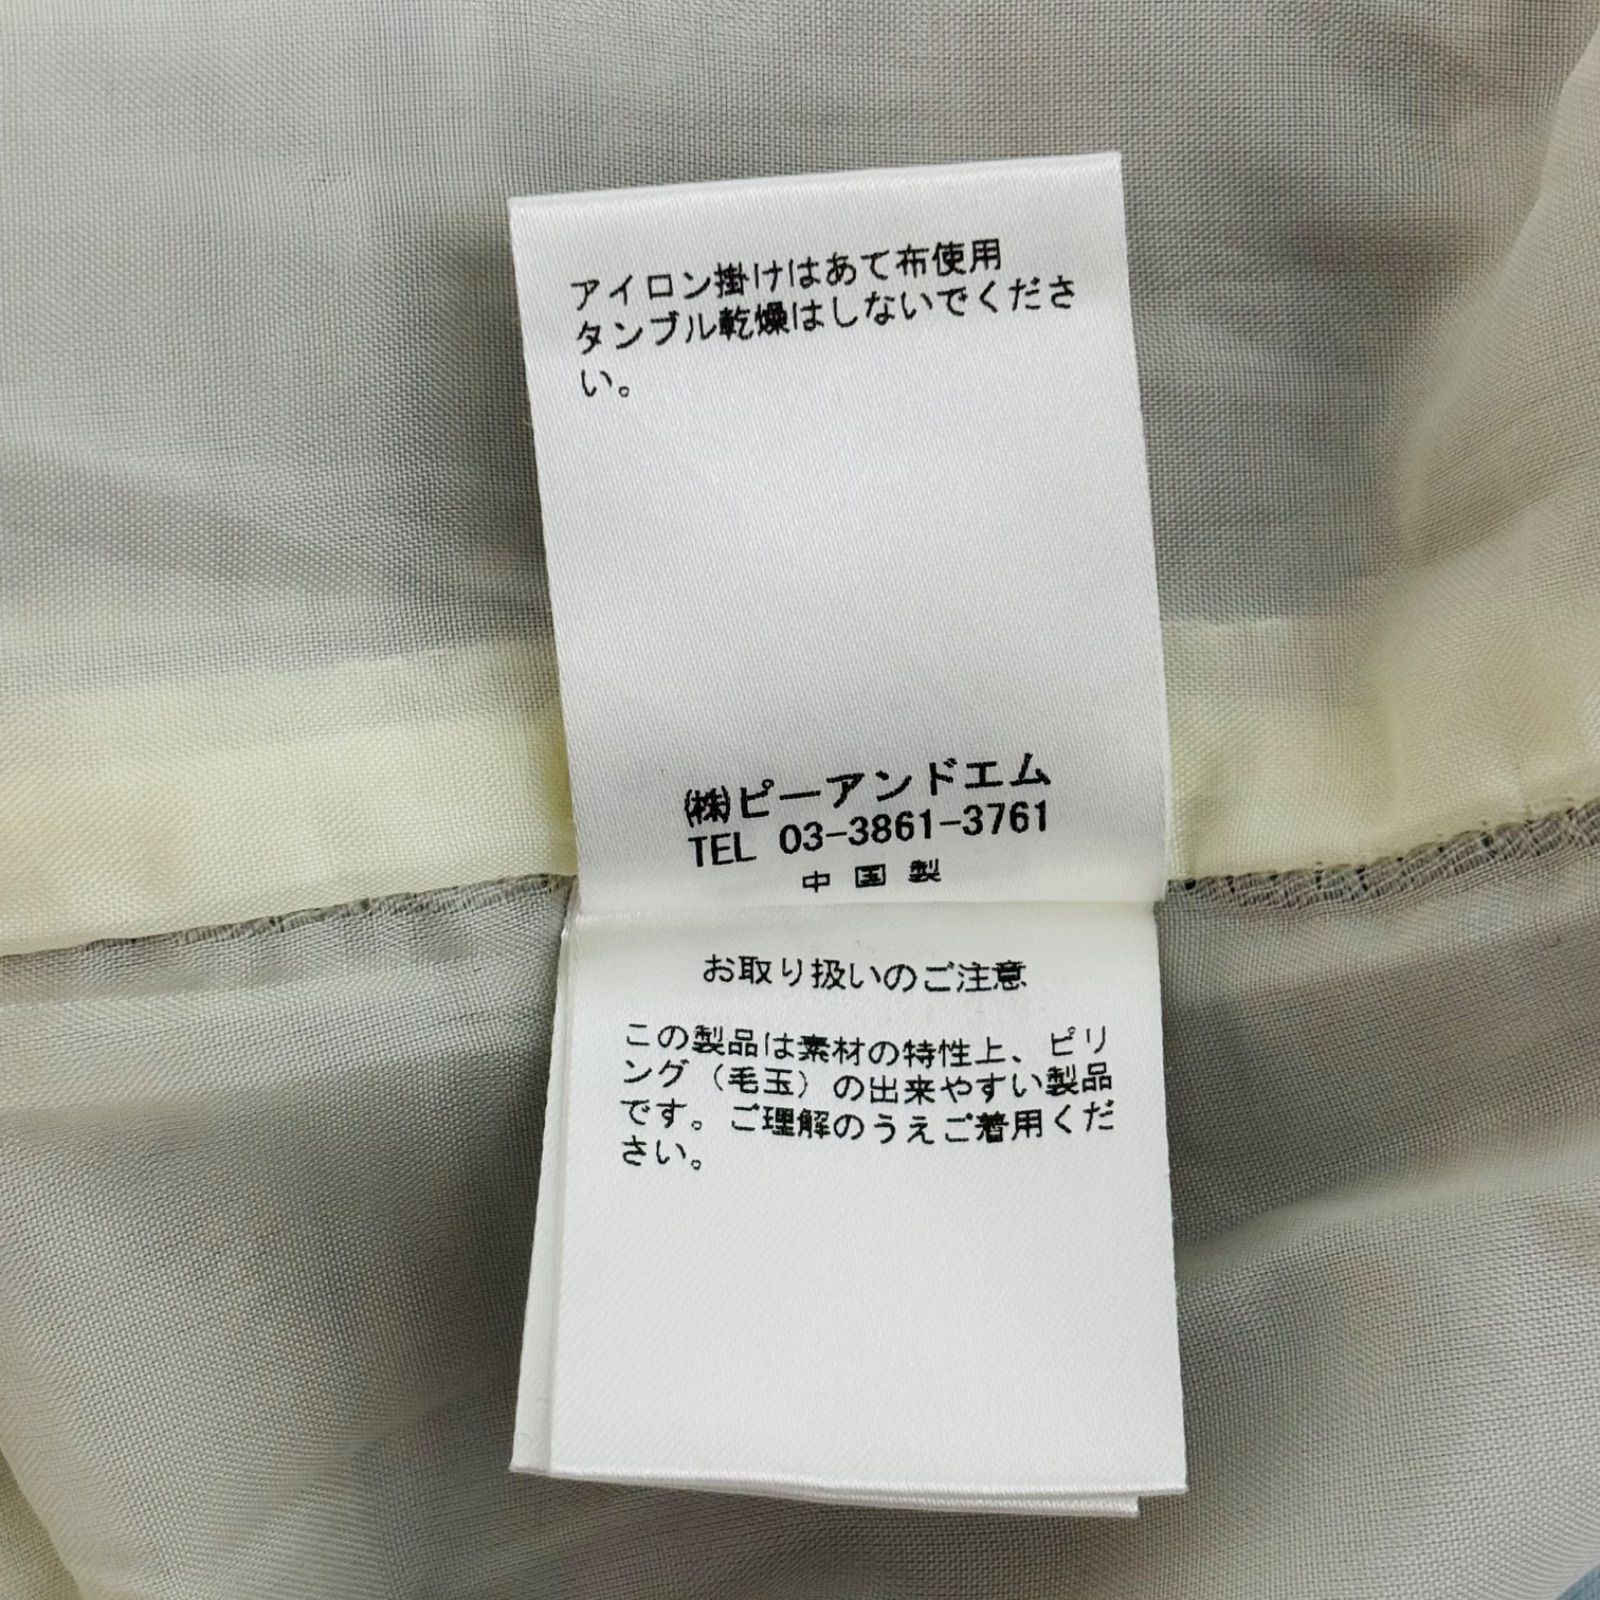 アイロン掛けはあて布使用
タンブル乾燥はしないでくださ
い。
㈱ピーアンドエム
TEL 03-3861-3761
中国製
お取り扱いのご注意
この製品は素材の特性上、ピリ
ング（毛玉）の出来やすい製品
です。ご理解のうえご着用くだ
さい。